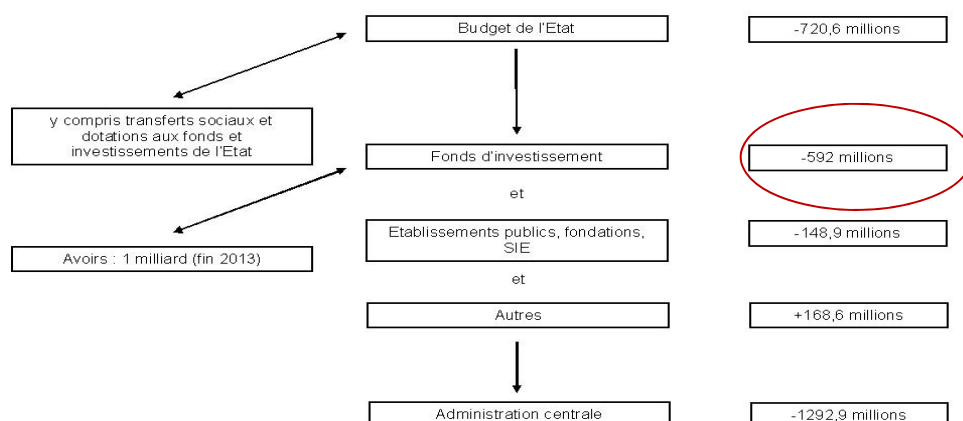 Budget de l'Etat
-720,6 millions
y compris transferts sociaux et
dotations aux fonds et
investissements de l'Etat
Fonds d'investissement
-592 millions
et
Etablissements publics, fondations,
SIE
-148,9 millions
Avoirs : 1 milliard (fin 2013)
et
Autres
+168,6 millions
Administration centrale
-1292,9 millions